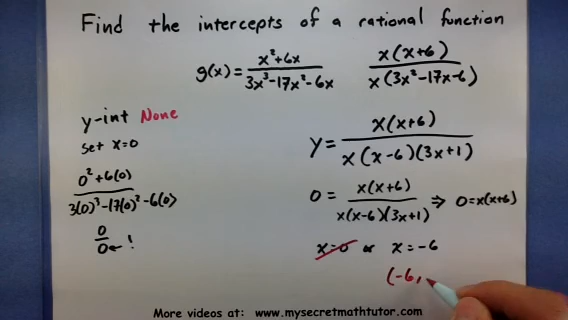 Find the intercepts of a rational function
g(x) = x²+6x / 3x³-17x²-6x    x(x+6) / x(3x²-17x-6)
y-int None
set x=0
0²+6(0) / 3(0)³-17(0)²-6(0)
0/0 ← !
y = x(x+6) / x(x-6)(3x+1)
0 = x(x+6) / x(x-6)(3x+1) ⇒ 0=x(x+6)
x=0 or x=-6
(-6,
More videos at: www.mysecretmathtutor.com